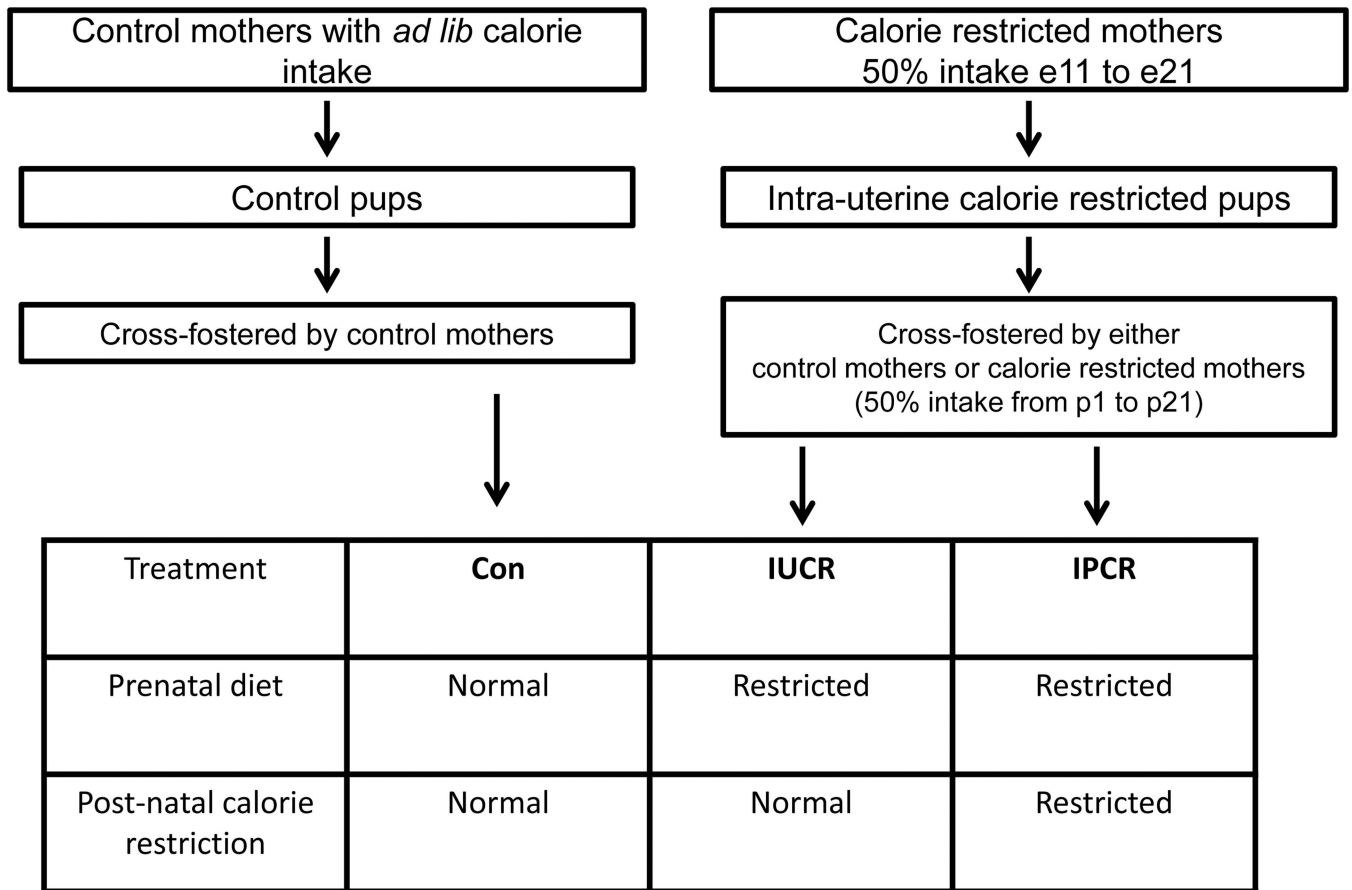 Control mothers with ad lib calorie
intake
Calorie restricted mothers
50% intake e11 to e21
Control pups
Intra-uterine calorie restricted pups
Cross-fostered by control mothers
Cross-fostered by either
control mothers or calorie restricted mothers
(50% intake from p1 to p21)
Treatment Con IUCR IPCR
Prenatal diet Normal Restricted Restricted
Post-natal calorie Normal Normal Restricted
restriction